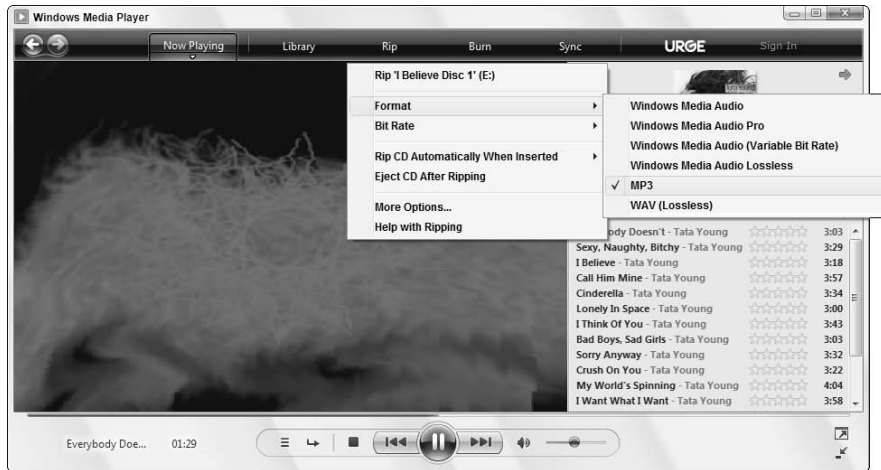 Windows Media Player
Now Playing Library Rip Burn Sync URGE Sign In
Rip 'I Believe Disc 1' (E:)
Format
Bit Rate
Rip CD Automatically When Inserted
Eject CD After Ripping
More Options...
Help with Ripping
Windows Media Audio
Windows Media Audio Pro
Windows Media Audio (Variable Bit Rate)
Windows Media Audio Lossless
MP3
WAV (Lossless)
ody Doesn't - Tata Young 3:03
Sexy, Naughty, Bitchy - Tata Young 3:29
I Believe - Tata Young 3:18
Call Him Mine - Tata Young 3:57
Cinderella - Tata Young 3:34
Lonely In Space - Tata Young 3:00
I Think Of You - Tata Young 3:43
Bad Boys, Sad Girls - Tata Young 3:03
Sorry Anyway - Tata Young 3:32
Crush On You - Tata Young 3:22
My World's Spinning - Tata Young 4:04
I Want What I Want - Tata Young 3:58
Everybody Doe... 01:29